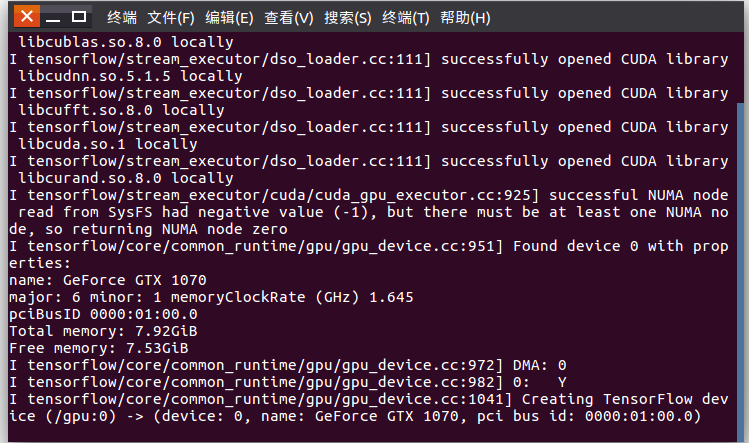 终端 文件(F) 编辑(E) 查看(V) 搜索(S) 终端(T) 帮助(H)
libcublas.so.8.0 locally
I tensorflow/stream_executor/dso_loader.cc:111] successfully opened CUDA library
libcudnn.so.5.1.5 locally
I tensorflow/stream_executor/dso_loader.cc:111] successfully opened CUDA library
libcufft.so.8.0 locally
I tensorflow/stream_executor/dso_loader.cc:111] successfully opened CUDA library
libcuda.so.1 locally
I tensorflow/stream_executor/dso_loader.cc:111] successfully opened CUDA library
libcurand.so.8.0 locally
I tensorflow/stream_executor/cuda/cuda_gpu_executor.cc:925] successful NUMA node
read from SysFS had negative value (-1), but there must be at least one NUMA no
de, so returning NUMA node zero
I tensorflow/core/common_runtime/gpu/gpu_device.cc:951] Found device 0 with prop
erties:
name: GeForce GTX 1070
major: 6 minor: 1 memoryClockRate (GHz) 1.645
pciBusID 0000:01:00.0
Total memory: 7.92GiB
Free memory: 7.53GiB
I tensorflow/core/common_runtime/gpu/gpu_device.cc:972] DMA: 0
I tensorflow/core/common_runtime/gpu/gpu_device.cc:982] 0:   Y
I tensorflow/core/common_runtime/gpu/gpu_device.cc:1041] Creating TensorFlow dev
ice (/gpu:0) -> (device: 0, name: GeForce GTX 1070, pci bus id: 0000:01:00.0)